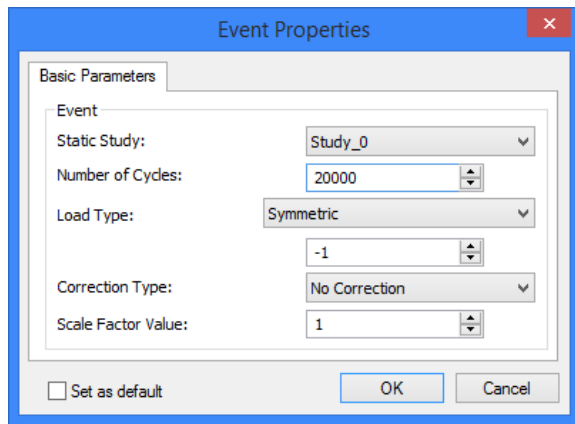 Event Properties
Basic Parameters
Event
Static Study: Study_0
Number of Cycles: 20000
Load Type: Symmetric
-1
Correction Type: No Correction
Scale Factor Value: 1
Set as default OK Cancel